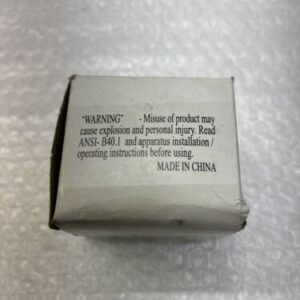 "WARNING" - Misuse of product may
cause explosion and personal injury. Read
ANSI- B40.1 and apparatus installation /
operating instructions before using.
MADE IN CHINA